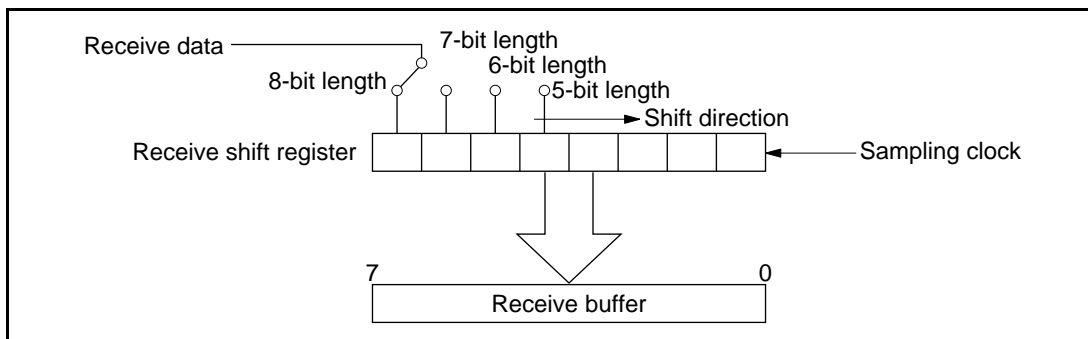 Receive data
7-bit length
6-bit length
8-bit length
5-bit length
Shift direction
Receive shift register
Sampling clock
7
0
Receive buffer